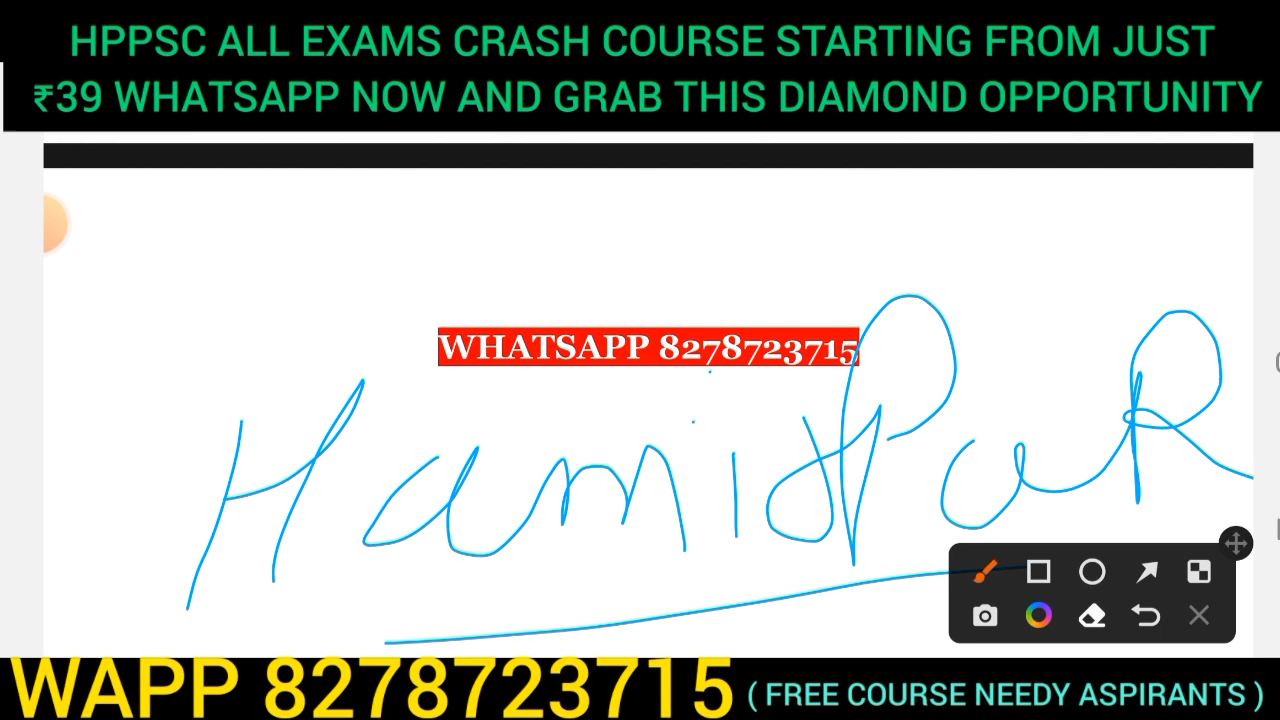 HPPSC ALL EXAMS CRASH COURSE STARTING FROM JUST
₹39 WHATSAPP NOW AND GRAB THIS DIAMOND OPPORTUNITY
WHATSAPP 8278723715
HamidPuR
WAPP 8278723715 ( FREE COURSE NEEDY ASPIRANTS )